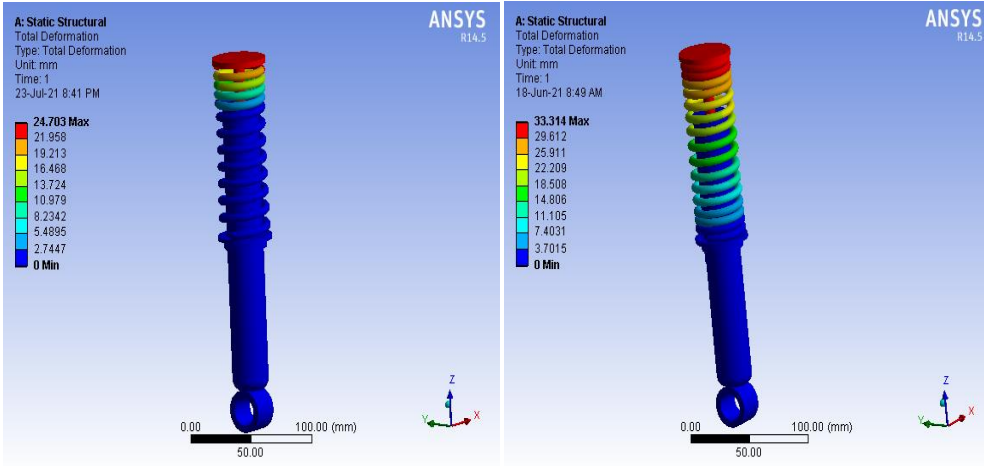 A: Static Structural
Total Deformation
Type: Total Deformation
Unit: mm
Time: 1
23-Jul-21 8:41 PM
24.703 Max
21.958
19.213
16.468
13.724
10.979
8.2342
5.4895
2.7447
0 Min
ANSYS
R14.5
Z
Y
X
0.00
100.00 (mm)
50.00
A: Static Structural
Total Deformation
Type: Total Deformation
Unit: mm
Time: 1
18-Jun-21 8:49 AM
33.314 Max
29.612
25.911
22.209
18.508
14.806
11.105
7.4031
3.7015
0 Min
ANSYS
R14.5
Z
Y
X
0.00
100.00 (mm)
50.00